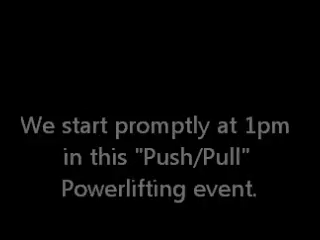 We start promptly at 1pm
in this "Push/Pull"
Powerlifting event.